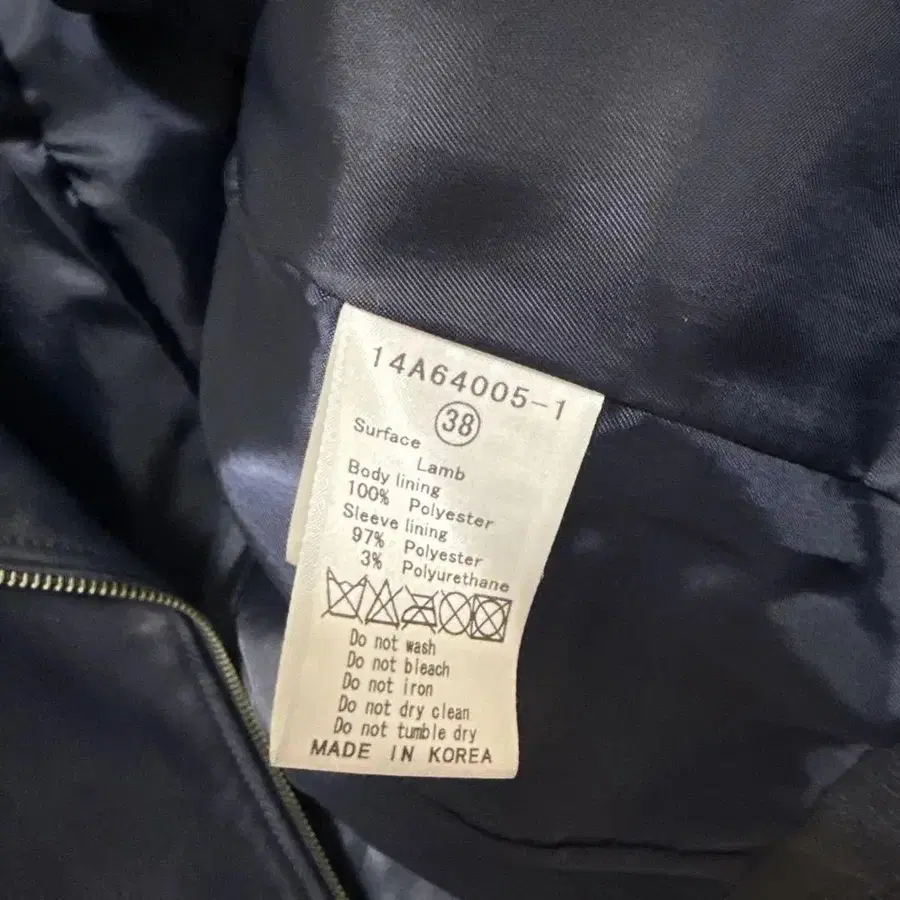 14A64005-1
38
Surface
Lamb
Body lining
100% Polyester
Sleeve lining
97% Polyester
3% Polyurethane
Do not wash
Do not bleach
Do not iron
Do not dry clean
Do not tumble dry
MADE IN KOREA